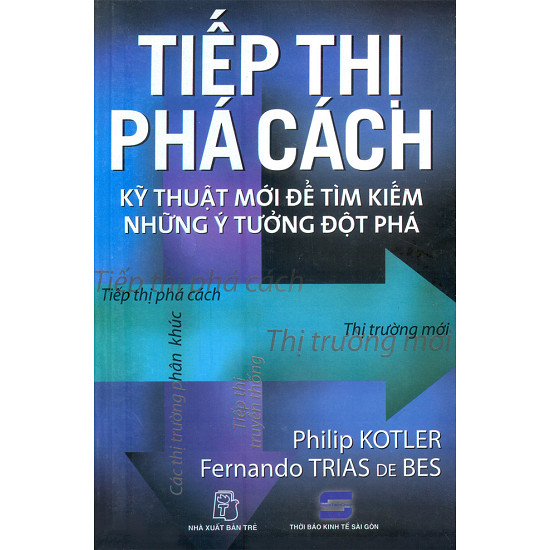 TIẾP THỊ
PHÁ CÁCH
KỸ THUẬT MỚI ĐỂ TÌM KIẾM
NHỮNG Ý TƯỞNG ĐỘT PHÁ
Tiếp thị phá cách
Tiếp thị phá cách
Thị trường mới
Thị trường mới
Các thị trường phân khúc
Tiếp thị
truyền thống
Philip KOTLER
Fernando TRIAS DE BES
NHÀ XUẤT BẢN TRẺ
THỜI BÁO KINH TẾ SÀI GÒN